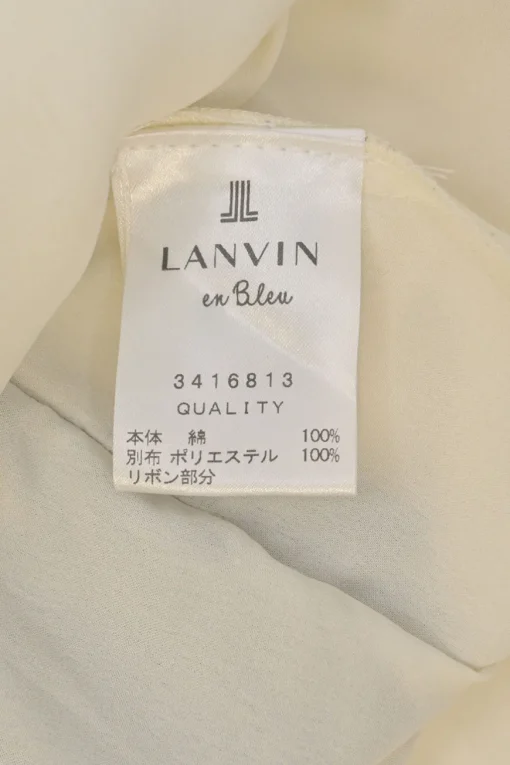 LANVIN
en Bleu
3416813
QUALITY
本体 綿 100%
別布 ポリエステル 100%
リボン部分